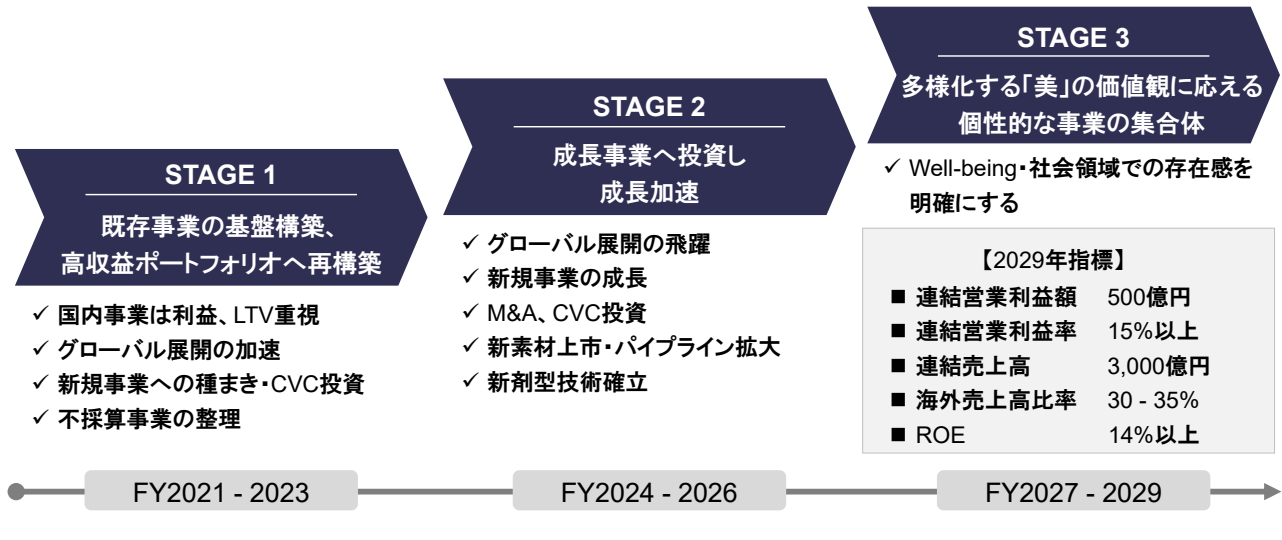 STAGE 1
既存事業の基盤構築、
高収益ポートフォリオへ再構築
✓ 国内事業は利益、LTV重視
✓ グローバル展開の加速
✓ 新規事業への種まき・CVC投資
✓ 不採算事業の整理
FY2021 - 2023
STAGE 2
成長事業へ投資し
成長加速
✓ グローバル展開の飛躍
✓ 新規事業の成長
✓ M&A、CVC投資
✓ 新素材上市・パイプライン拡大
✓ 新剤型技術確立
FY2024 - 2026
STAGE 3
多様化する「美」の価値観に応える
個性的な事業の集合体
✓ Well-being・社会領域での存在感を
明確にする
【2029年指標】
■ 連結営業利益額 500億円
■ 連結営業利益率 15%以上
■ 連結売上高 3,000億円
■ 海外売上高比率 30 - 35%
■ ROE 14%以上
FY2027 - 2029